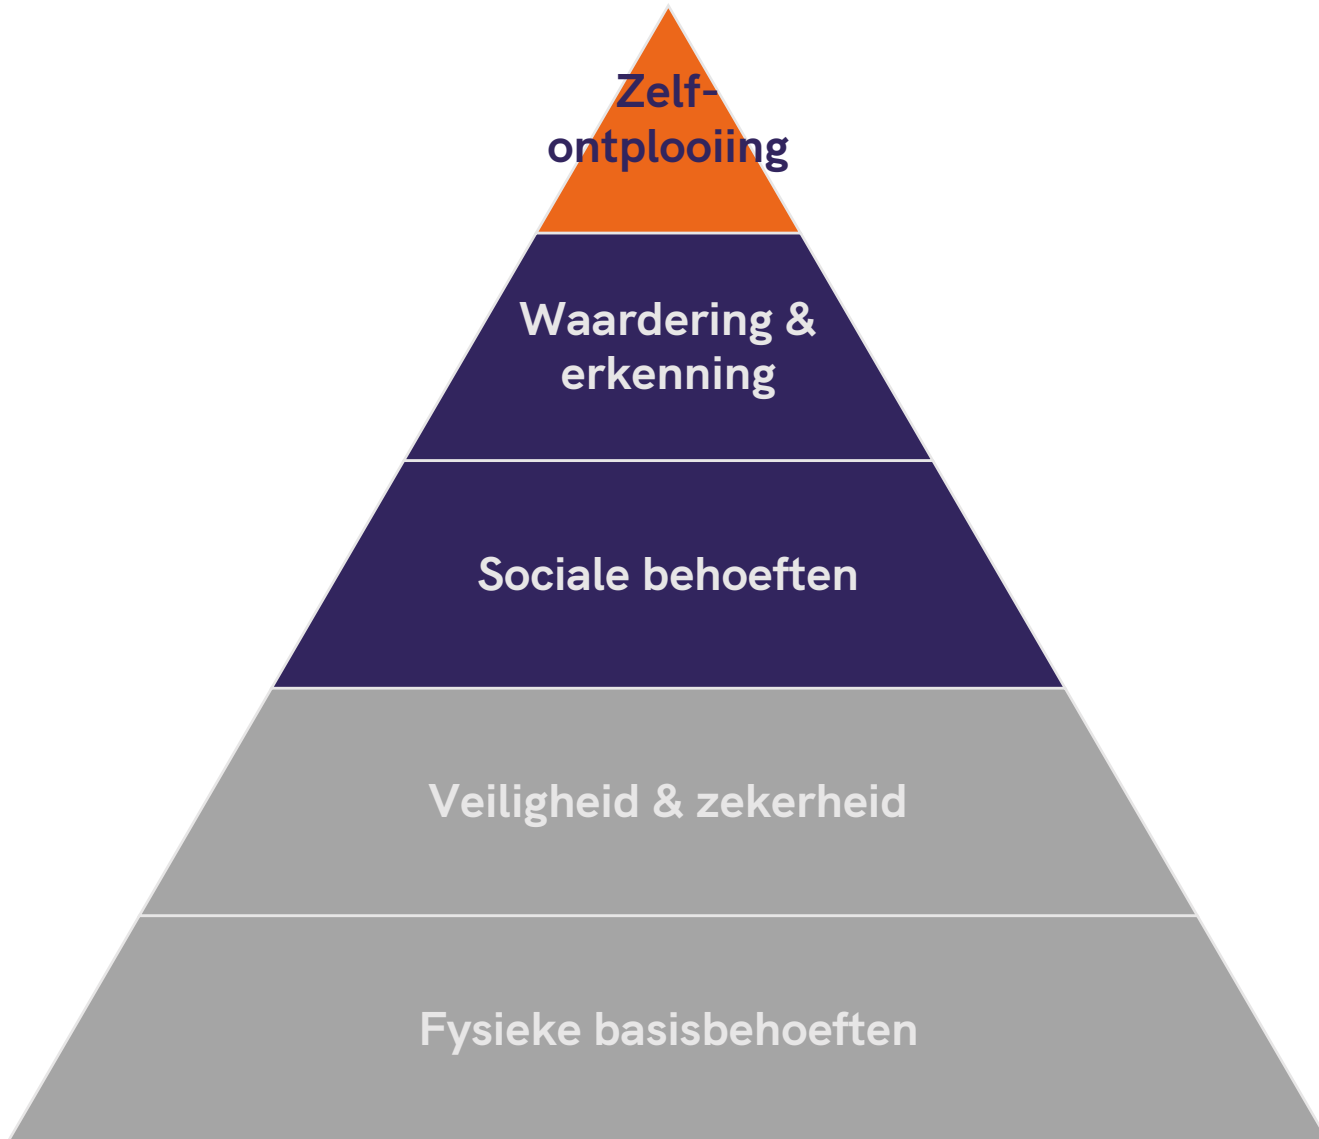 Zelf-
ontplooiing
Waardering &
erkenning
Sociale behoeften
Veiligheid & zekerheid
Fysieke basisbehoeften